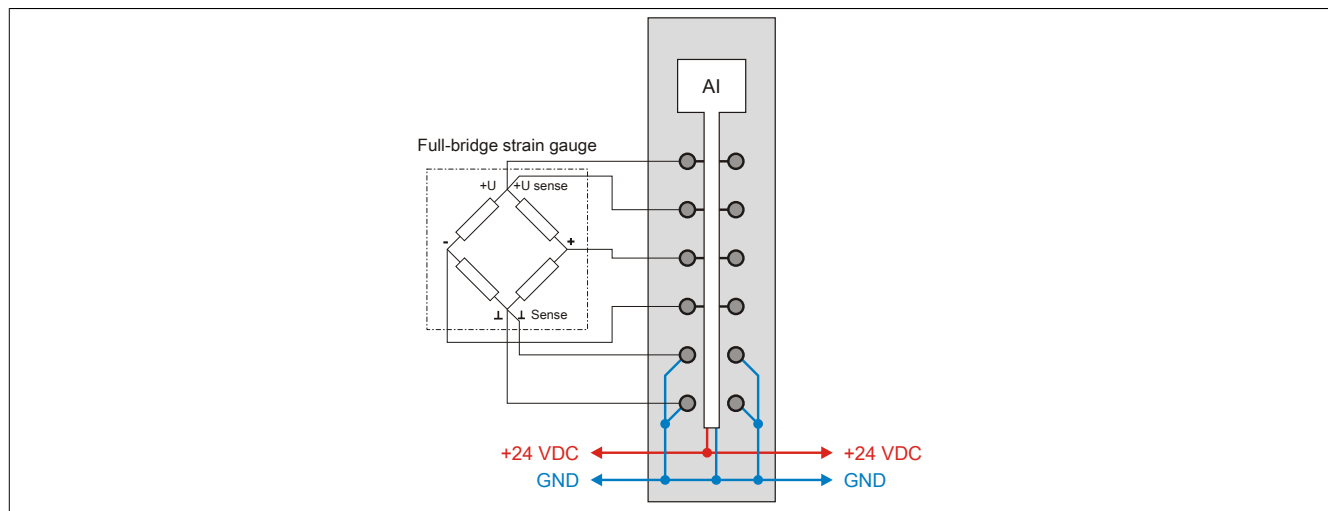 AI
Full-bridge strain gauge
+U +U sense
- +
⊥ ⊥ Sense
+24 VDC +24 VDC
GND GND